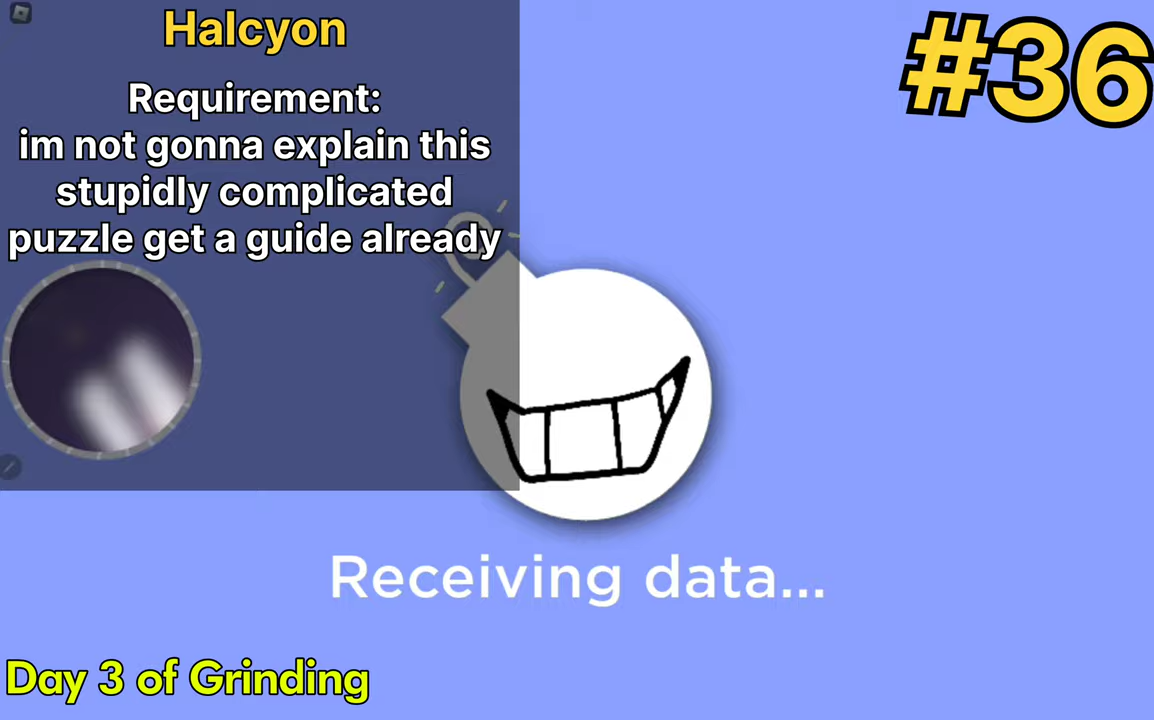 Halcyon
#36
Requirement:
im not gonna explain this
stupidly complicated
puzzle get a guide already
Receiving data...
Day 3 of Grinding